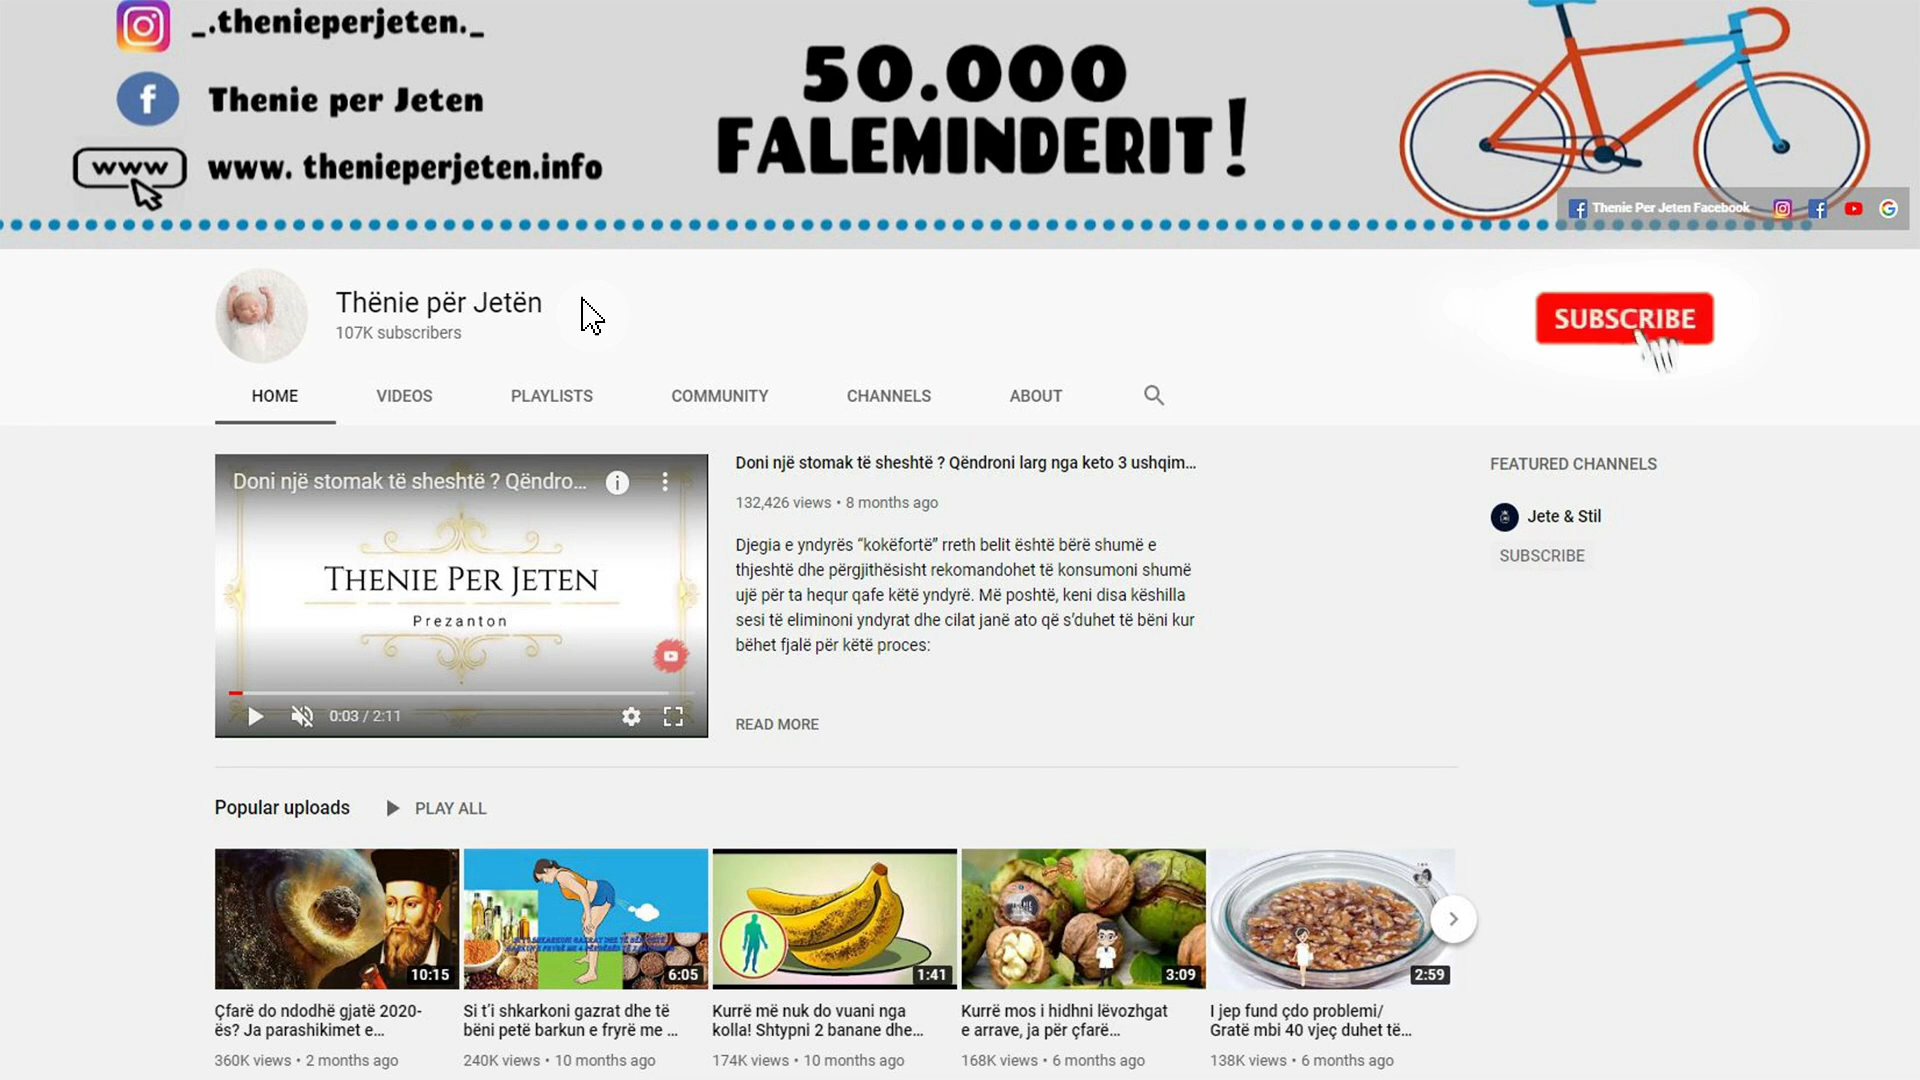 _.thenieperjeten._
Thenie per Jeten
www
www. thenieperjeten.info
50.000
FALEMINDERIT!
Thenie Per Jeten Facebook
Thënie për Jetën
107K subscribers
SUBSCRIBE
HOME
VIDEOS
PLAYLISTS
COMMUNITY
CHANNELS
ABOUT
Doni një stomak të sheshtë ? Qëndro...
THENIE PER JETEN
Prezanton
0:03 / 2:11
Doni një stomak të sheshtë ? Qëndroni larg nga keto 3 ushqim...
132,426 views • 8 months ago
Djegia e yndyrës “kokëfortë” rreth belit është bërë shumë e
thjeshtë dhe përgjithësisht rekomandohet të konsumoni shumë
ujë për ta hequr qafe këtë yndyrë. Më poshtë, keni disa këshilla
sesi të eliminoni yndyrat dhe cilat janë ato që s’duhet të bëni kur
bëhet fjalë për këtë proces:
READ MORE
FEATURED CHANNELS
Jete & Stil
SUBSCRIBE
Popular uploads
PLAY ALL
10:15
6:05
1:41
3:09
2:59
Çfarë do ndodhë gjatë 2020-
ës? Ja parashikimet e...
360K views • 2 months ago
Si t’i shkarkoni gazrat dhe të
bëni petë barkun e fryrë me ...
240K views • 10 months ago
Kurrë më nuk do vuani nga
kolla! Shtypni 2 banane dhe...
174K views • 10 months ago
Kurrë mos i hidhni lëvozhgat
e arrave, ja për çfarë...
168K views • 6 months ago
I jep fund çdo problemi/
Gratë mbi 40 vjeç duhet të...
138K views • 6 months ago